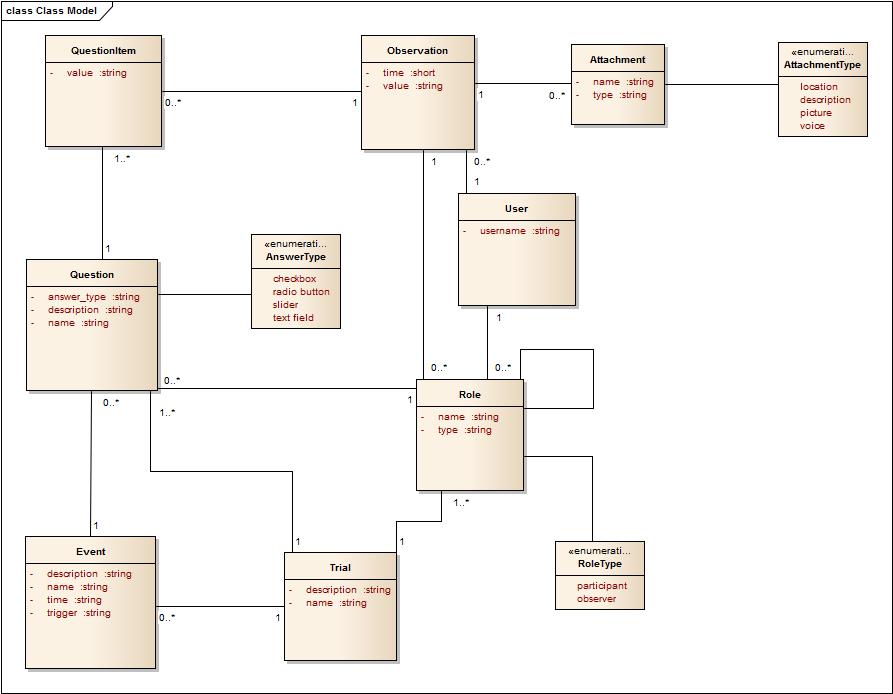 class Class Model
QuestionItem
- value :string
Observation
- time :short
- value :string
Attachment
- name :string
- type :string
«enumerati...
AttachmentType
location
description
picture
voice
0..*
1
1
0..*
1..*
1
1
0..*
1
User
- username :string
«enumerati...
AnswerType
checkbox
radio button
slider
text field
Question
- answer_type :string
- description :string
- name :string
1
0..*
0..*
0..*
1
Role
- name :string
- type :string
0..*
1..*
1..*
1
1
1
«enumerati...
RoleType
participant
observer
Event
- description :string
- name :string
- time :string
- trigger :string
Trial
- description :string
- name :string
0..*
1